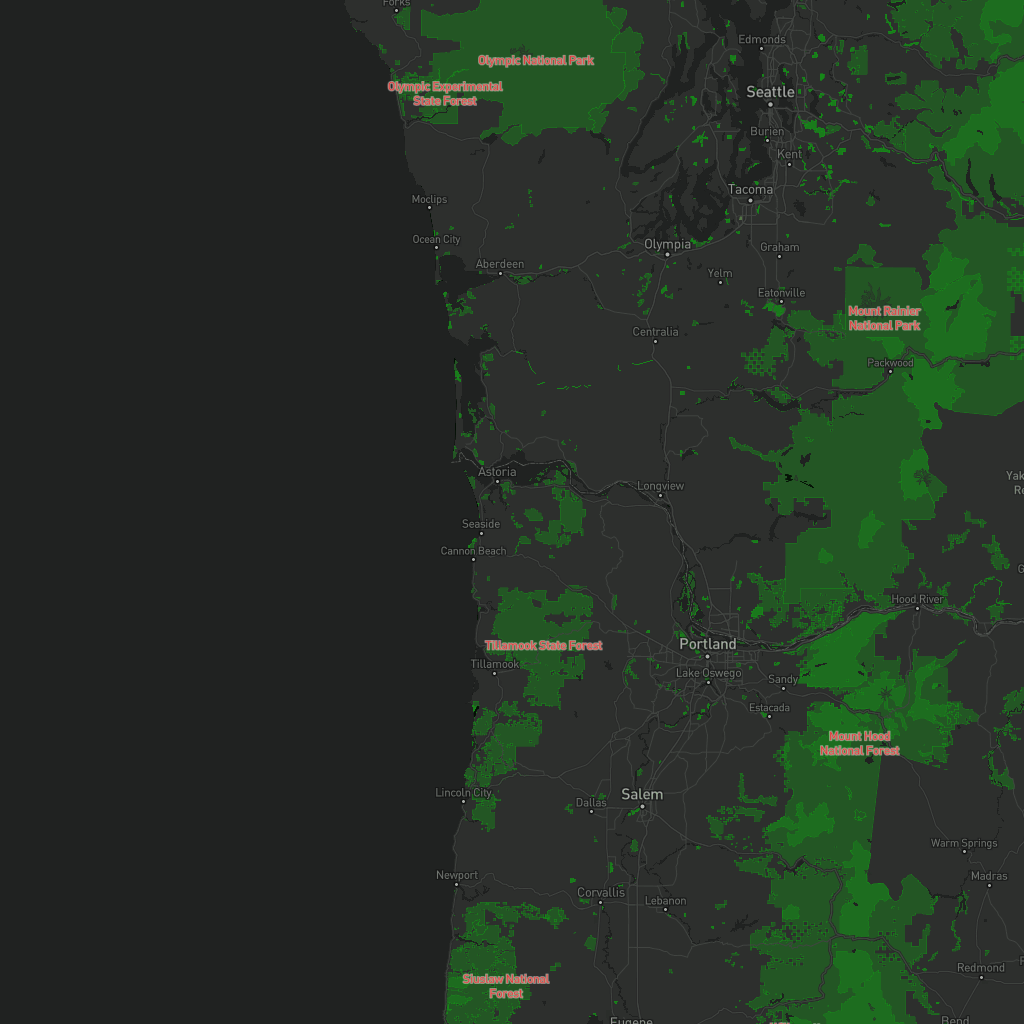 Forks
Edmonds
Olympic National Park
Olympic Experimental
State Forest
Seattle
Burien
Kent
Tacoma
Moclips
Ocean City
Olympia
Graham
Aberdeen
Yelm
Eatonville
Mount Rainier
National Park
Centralia
Packwood
Astoria
Longview
Seaside
Cannon Beach
Hood River
Tillamook State Forest
Portland
Tillamook
Lake Oswego
Sandy
Estacada
Mount Hood
National Forest
Lincoln City
Salem
Dallas
Warm Springs
Newport
Madras
Corvallis
Lebanon
Redmond
Siuslaw National
Forest
Eugene
Bend